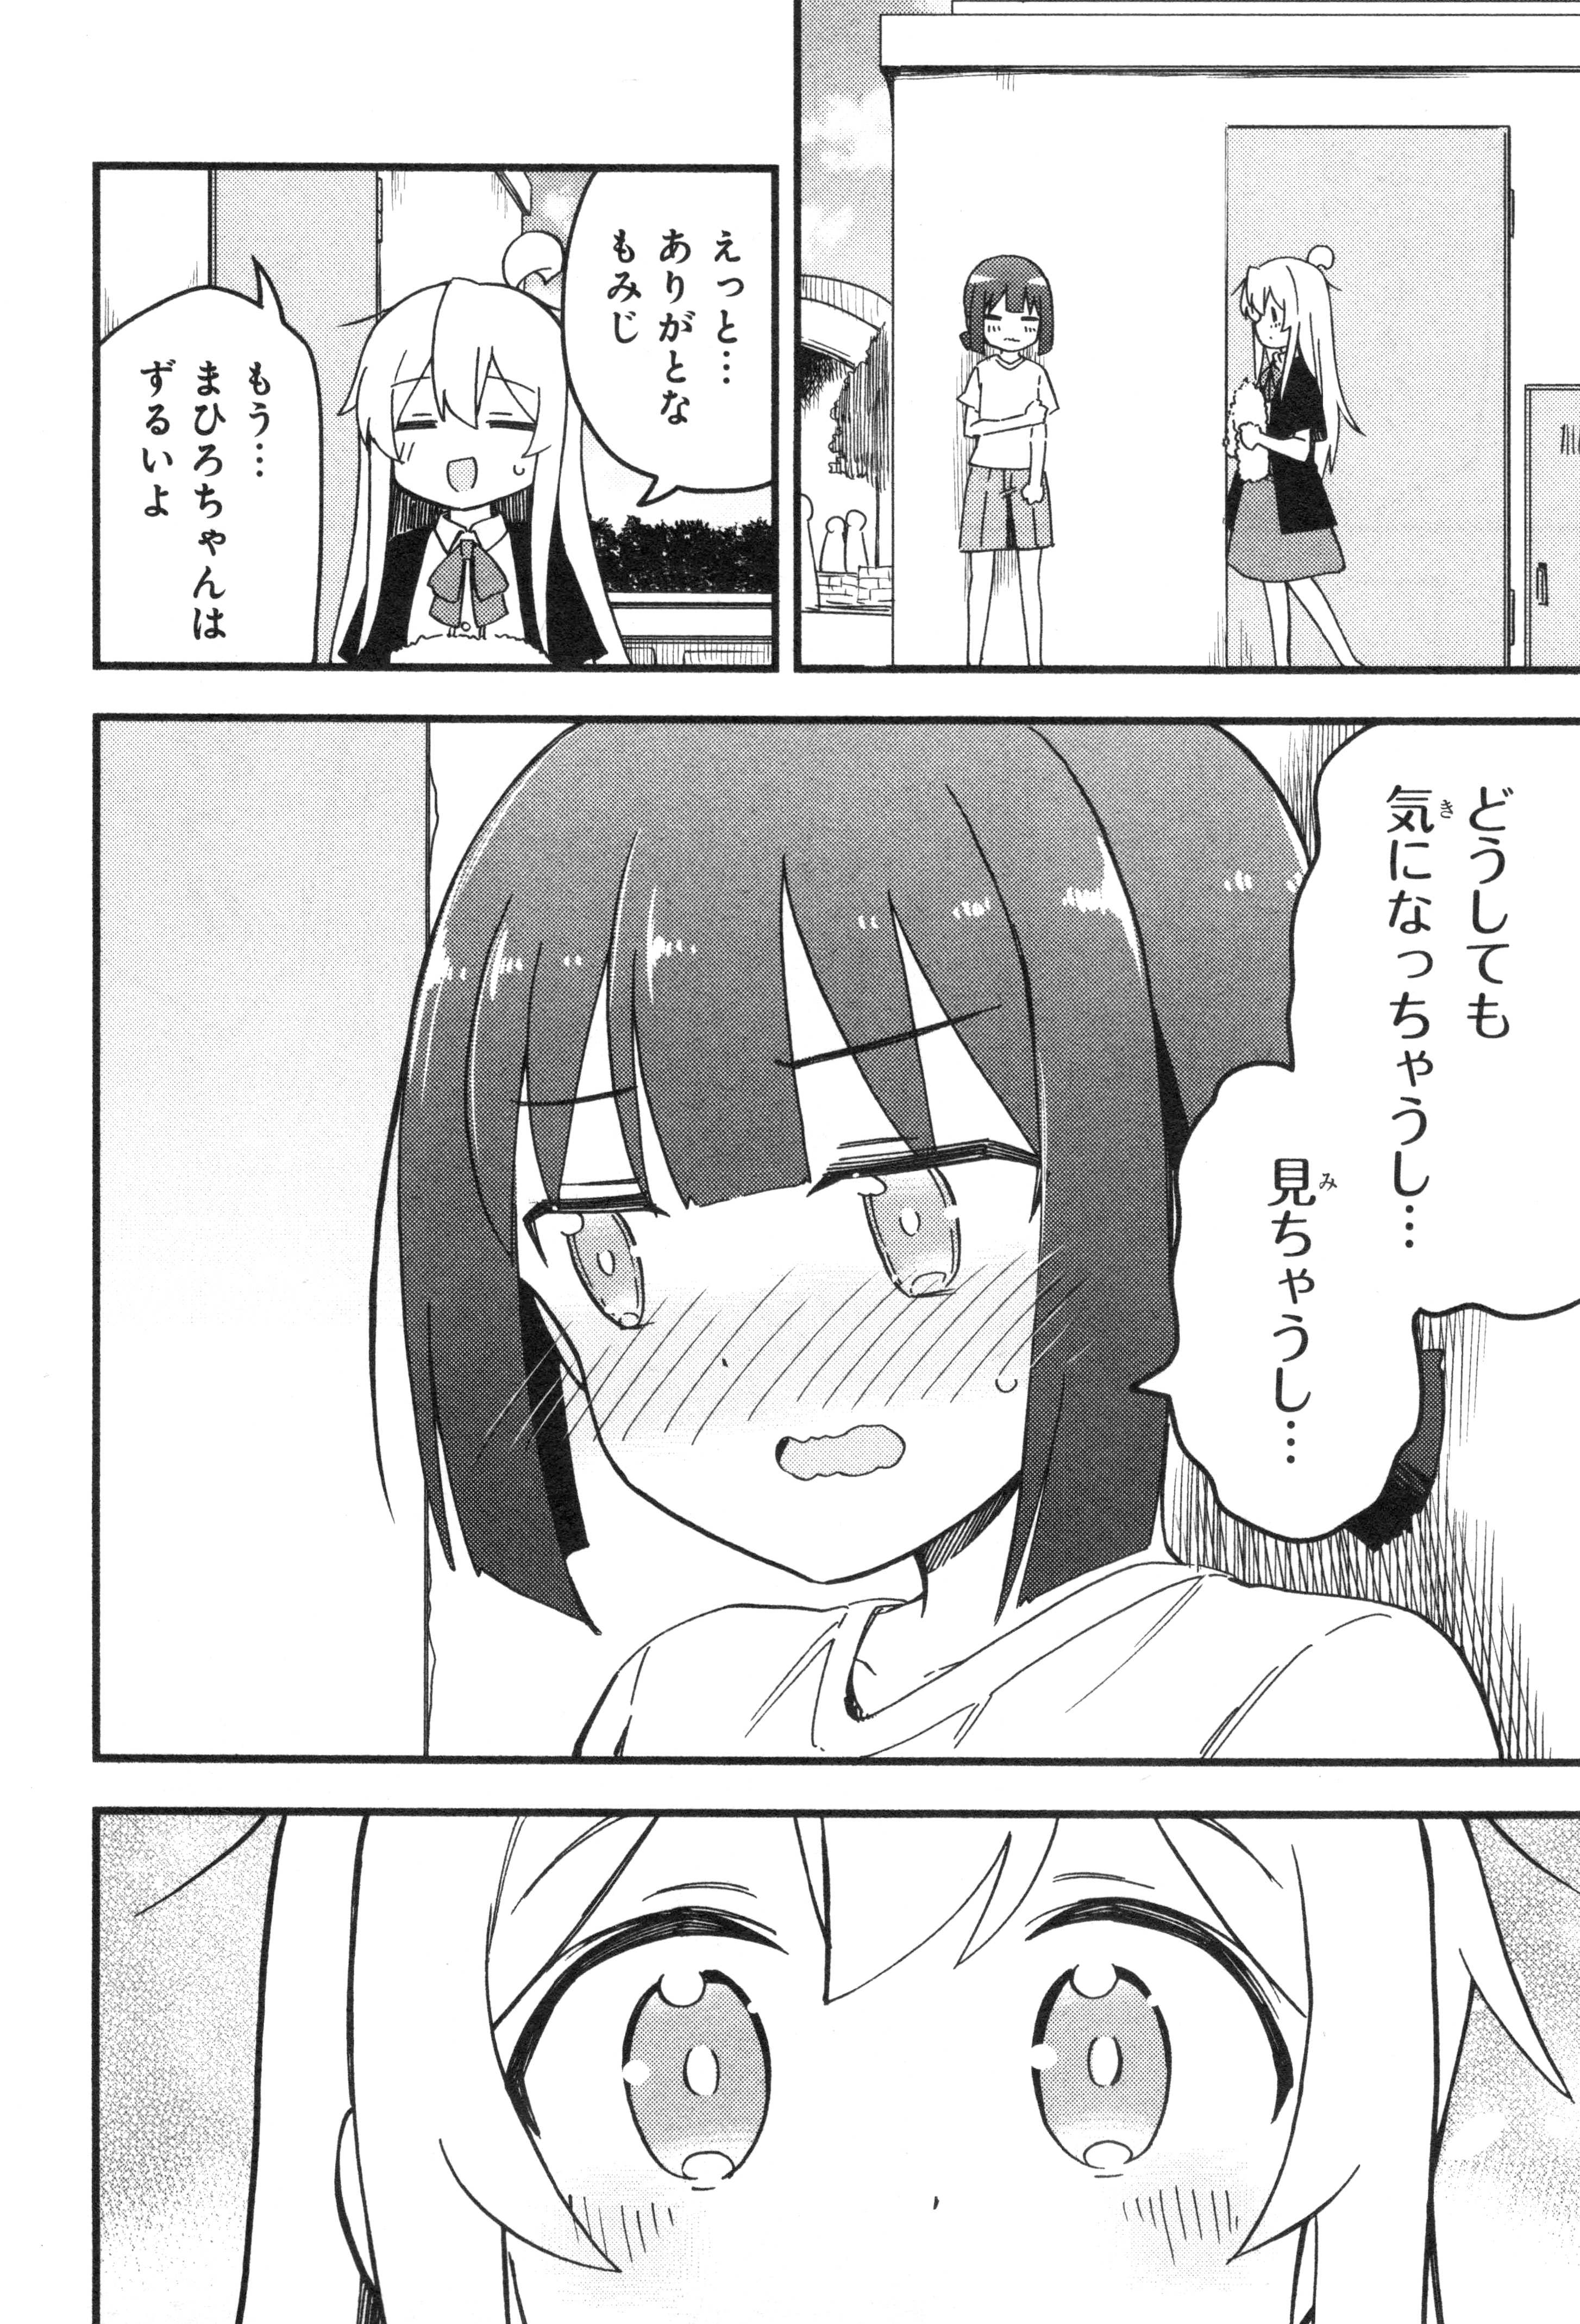 えっと…
ありがとな
もみじ
もう…
まひろちゃんは
ずるいよ
どうしても
気になっちゃうし…
見ちゃうし…